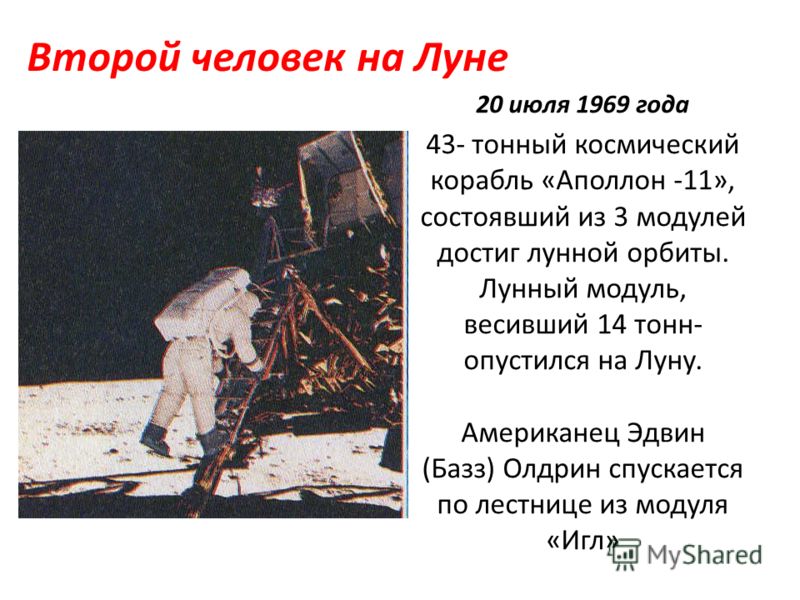 Второй человек на Луне
20 июля 1969 года
43- тонный космический
корабль «Аполлон -11»,
состоявший из 3 модулей
достиг лунной орбиты.
Лунный модуль,
весивший 14 тонн-
опустился на Луну.
Американец Эдвин
(Базз) Олдрин спускается
по лестнице из модуля
«Игл»
MyShared